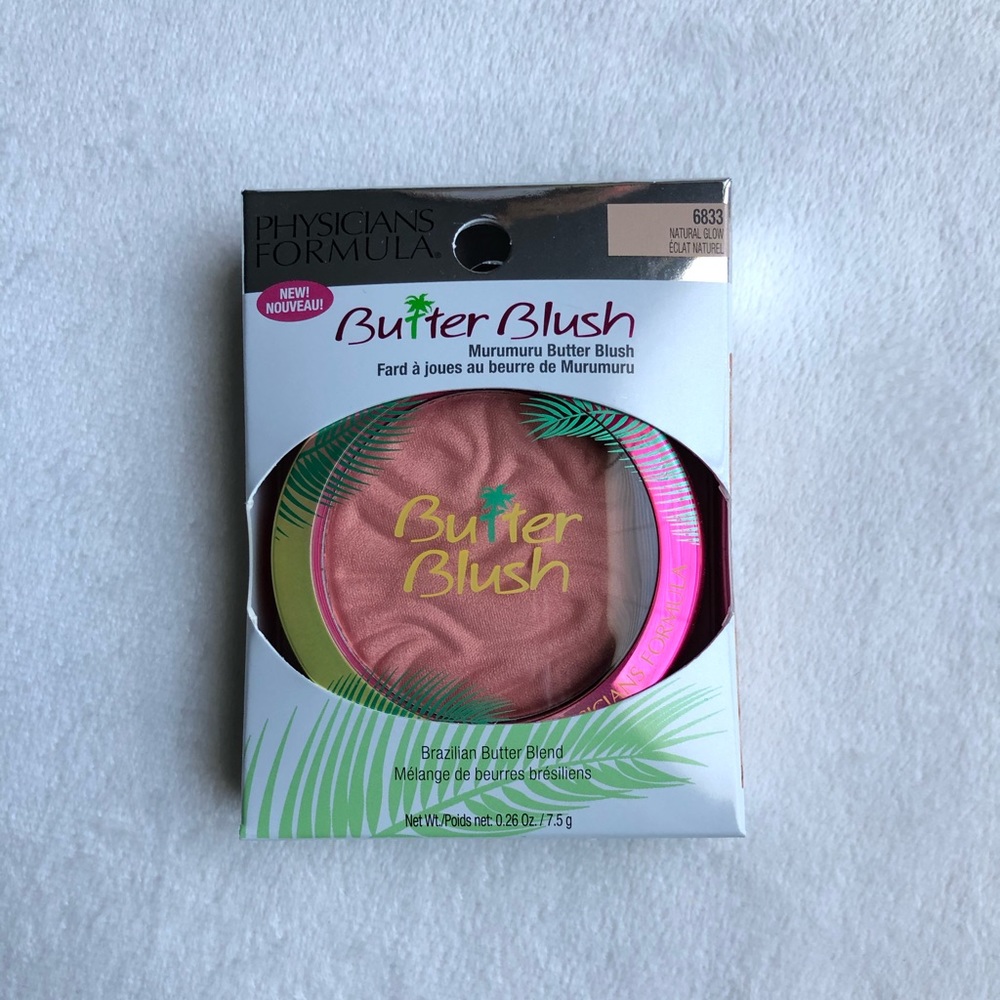 PHYSICIANS
FORMULA®
6833
NATURAL GLOW
ÉCLAT NATUREL
NEW!
NOUVEAU!
Butter Blush
Murumuru Butter Blush
Fard à joues au beurre de Murumuru
Butter
Blush
SICIANS FORMULA
Brazilian Butter Blend
Mélange de beurres brésiliens
Net Wt./Poids net: 0.26 Oz. / 7.5 g